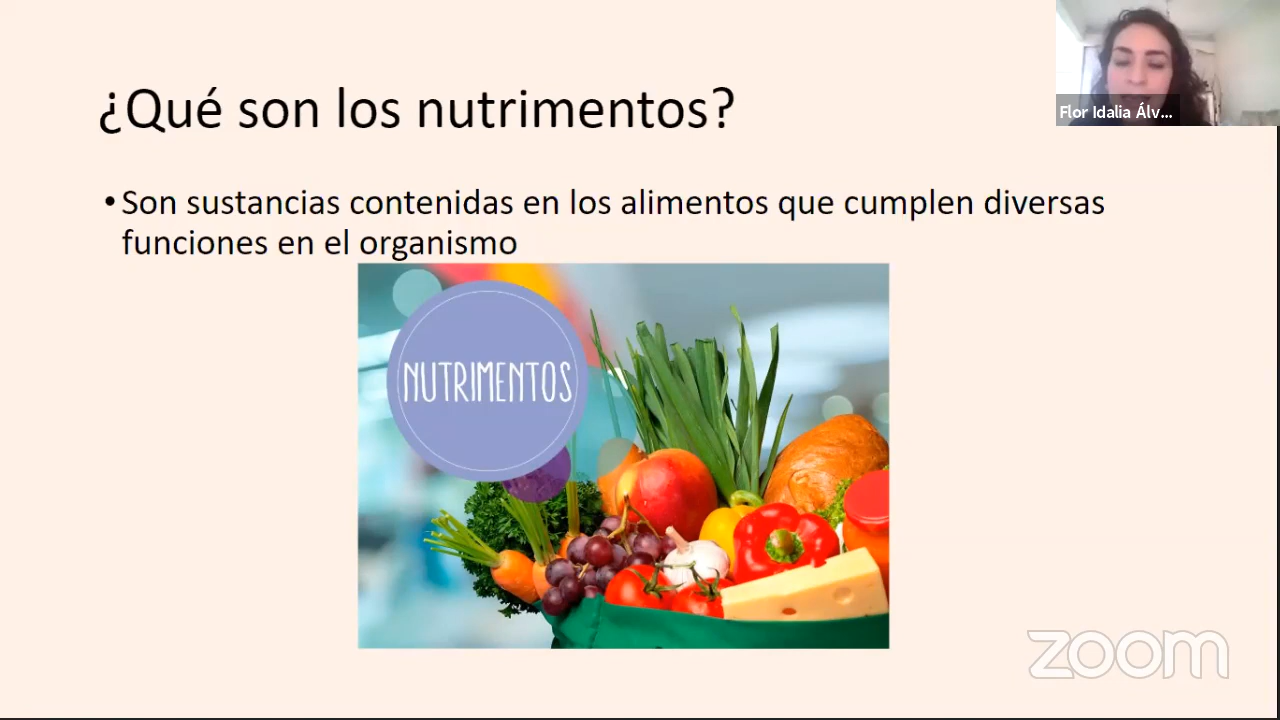 ¿Qué son los nutrimentos?
• Son sustancias contenidas en los alimentos que cumplen diversas
funciones en el organismo
NUTRIMENTOS
Flor Idalia Álv...
zoom